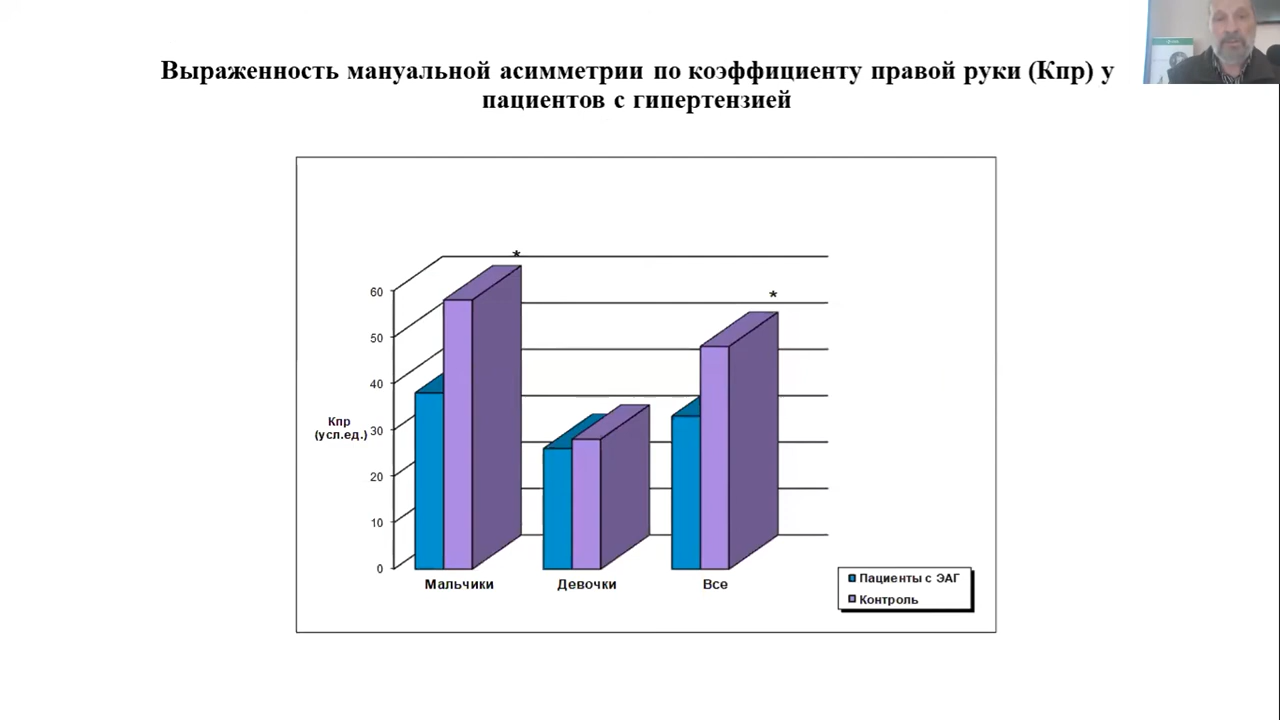 Выраженность мануальной асимметрии по коэффициенту правой руки (Кпр) у
пациентов с гипертензией
*
*
60
50
40
30
20
10
0
Кпр
(усл.ед.)
Мальчики
Девочки
Все
Пациенты с ЭАГ
Контроль